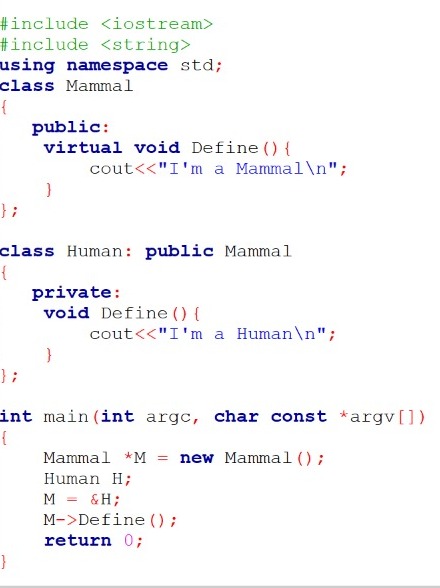 #include <iostream>
#include <string>
using namespace std;
class Mammal
{
   public:
    virtual void Define(){
        cout<<"I'm a Mammal\n";
    }
};

class Human: public Mammal
{
   private:
    void Define(){
        cout<<"I'm a Human\n";
    }
};

int main(int argc, char const *argv[])
{
    Mammal *M = new Mammal();
    Human H;
    M = &H;
    M->Define();
    return 0;
}